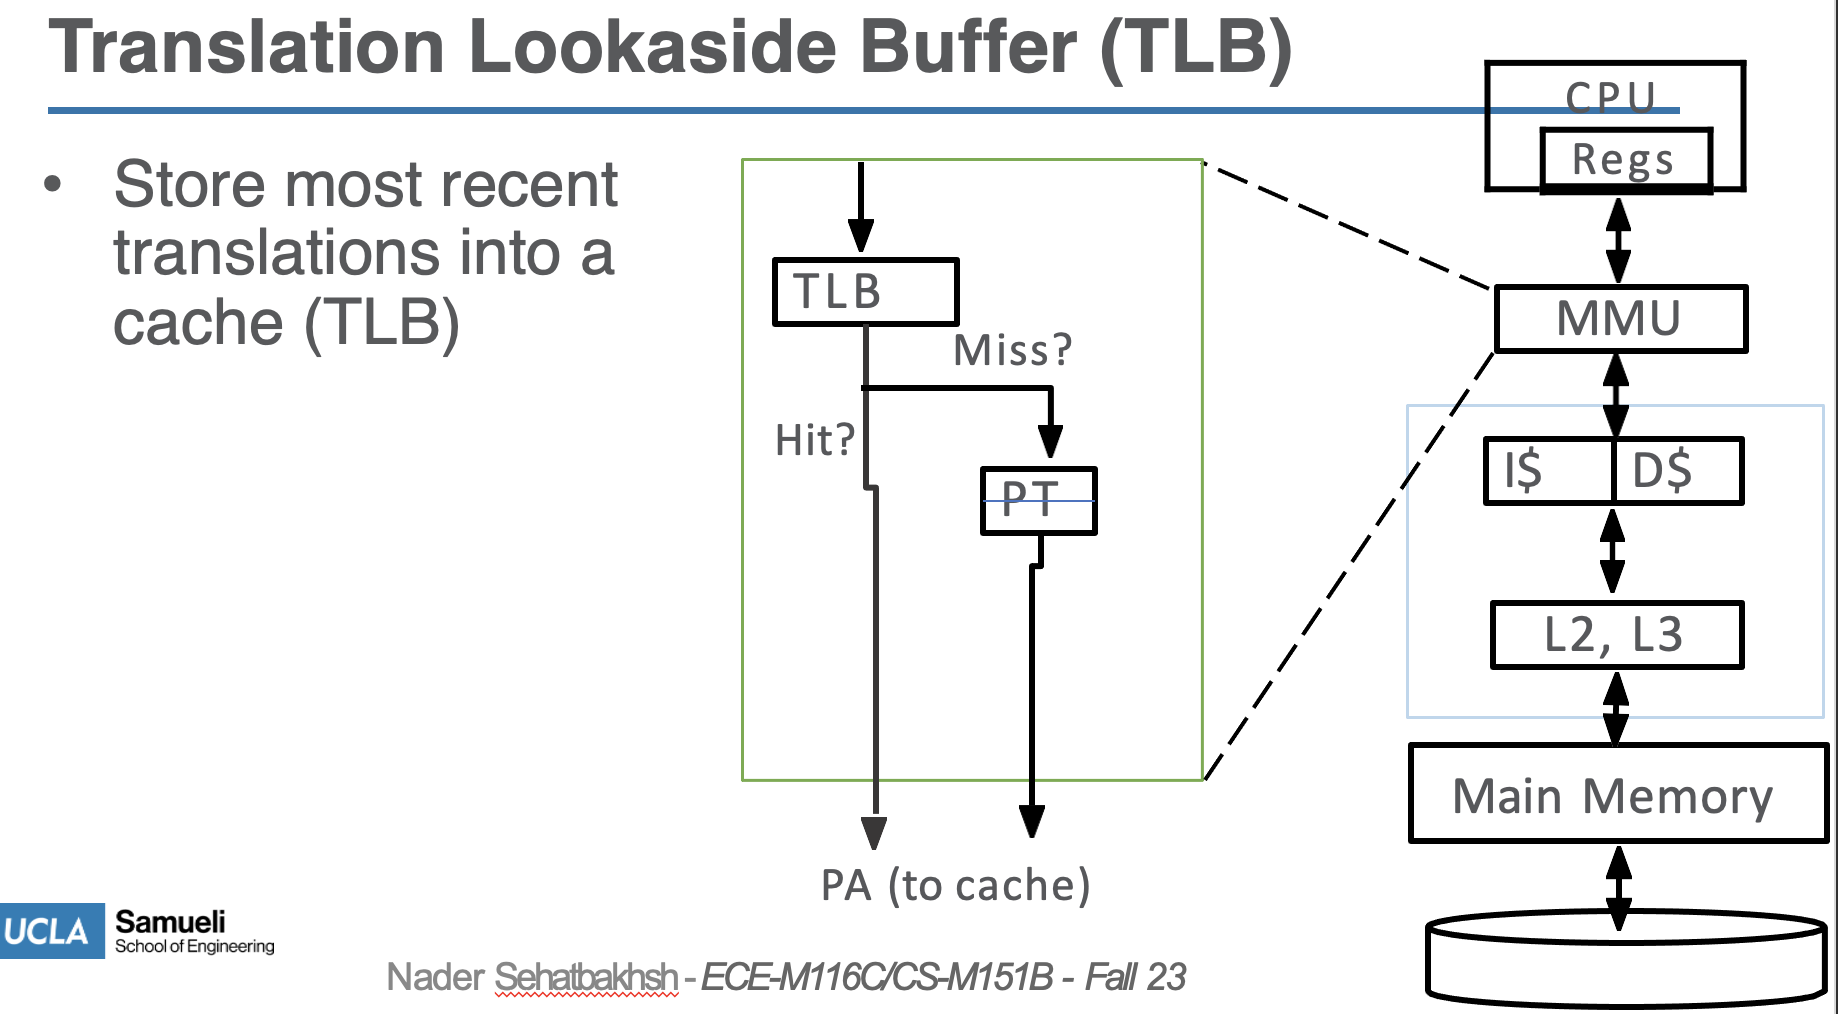 Translation Lookaside Buffer (TLB)
• Store most recent
translations into a
cache (TLB)
TLB
Miss?
Hit?
PT
PA (to cache)
CPU
Regs
MMU
I$ D$
L2, L3
Main Memory
UCLA Samueli
School of Engineering
Nader Sehatbakhsh - ECE-M116C/CS-M151B - Fall 23